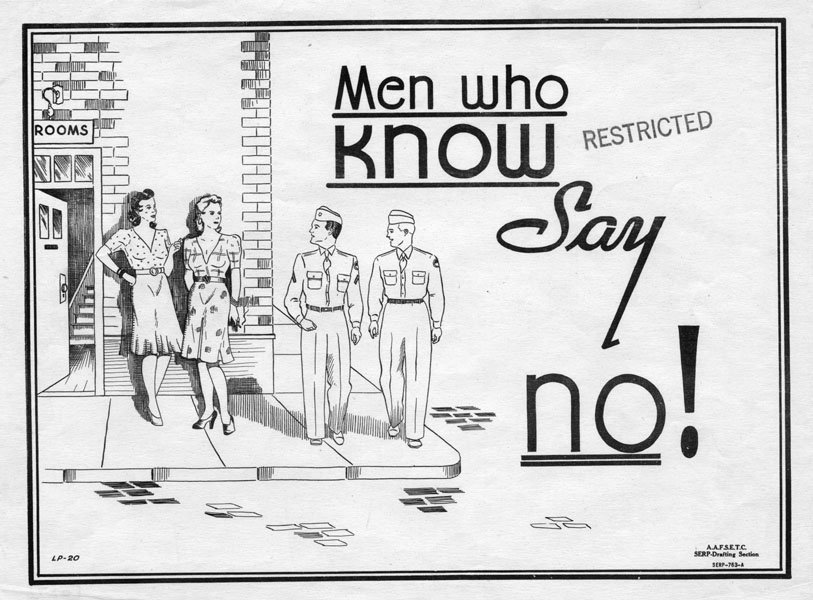 ROOMS
Men who
KNOW
RESTRICTED
Say
no!
LP-20
A.A.F.S.E.T.C.
SERP-Drafting Section
SERP-783-A